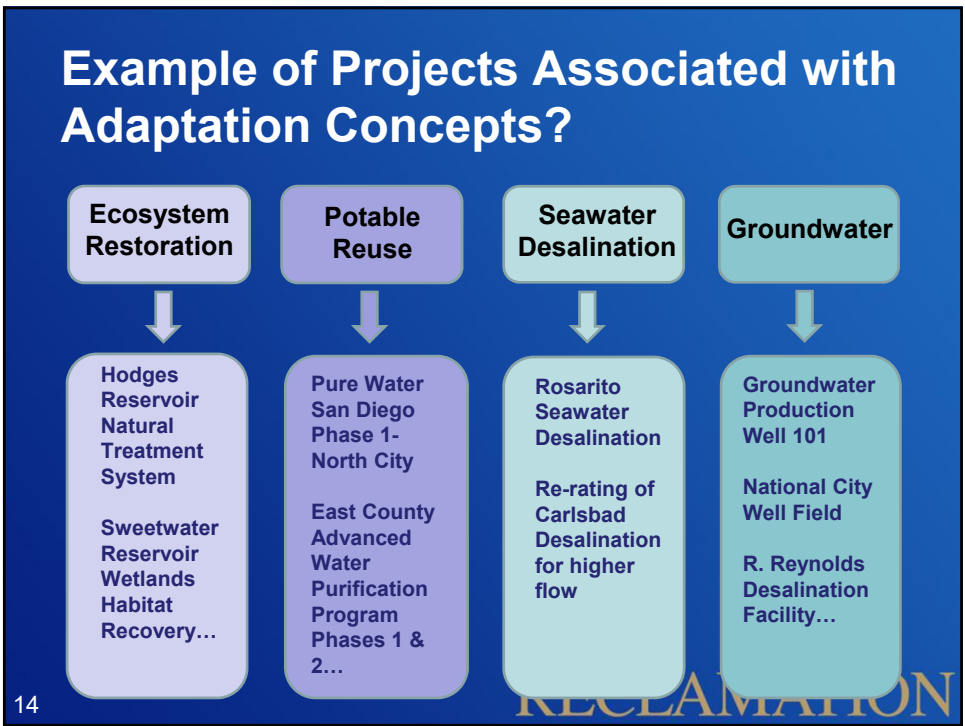 Example of Projects Associated with
Adaptation Concepts?
Ecosystem
Restoration
Hodges
Reservoir
Natural
Treatment
System
Sweetwater
Reservoir
Wetlands
Habitat
Recovery…
Potable
Reuse
Pure Water
San Diego
Phase 1-
North City
East County
Advanced
Water
Purification
Program
Phases 1 &
2…
Seawater
Desalination
Rosarito
Seawater
Desalination
Re-rating of
Carlsbad
Desalination
for higher
flow
Groundwater
Groundwater
Production
Well 101
National City
Well Field
R. Reynolds
Desalination
Facility…
14
RECLAMATION